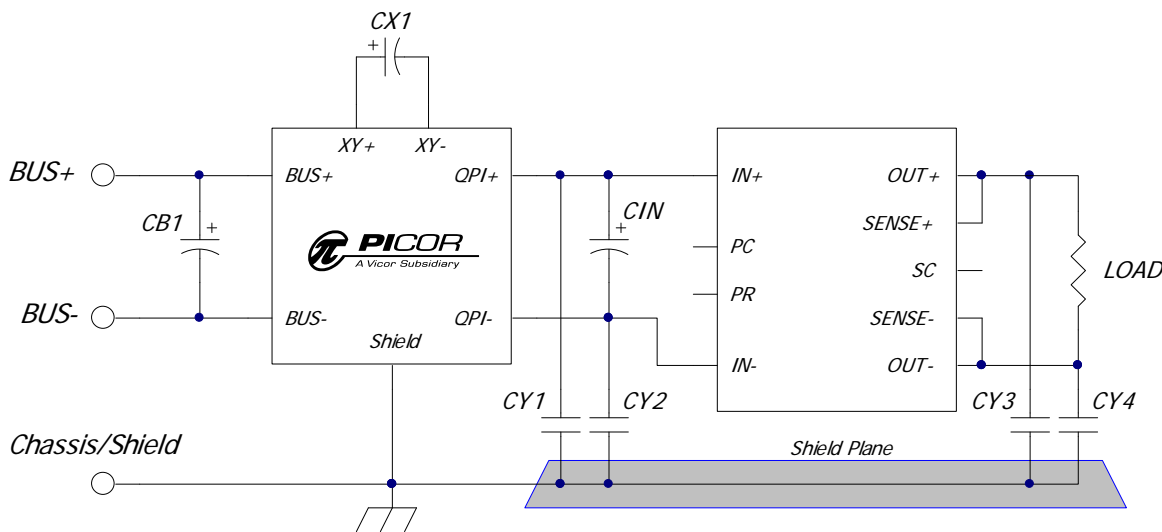 CX1
+
XY+ XY-
BUS+
BUS+ QPI+
IN+ OUT+
CB1
+
CIN
+
SENSE+
PICOR
A Vicor Subsidiary
PC
SC
LOAD
PR
BUS-
BUS- QPI-
SENSE-
Shield
IN- OUT-
CY1 CY2 CY3 CY4
Chassis/Shield
Shield Plane